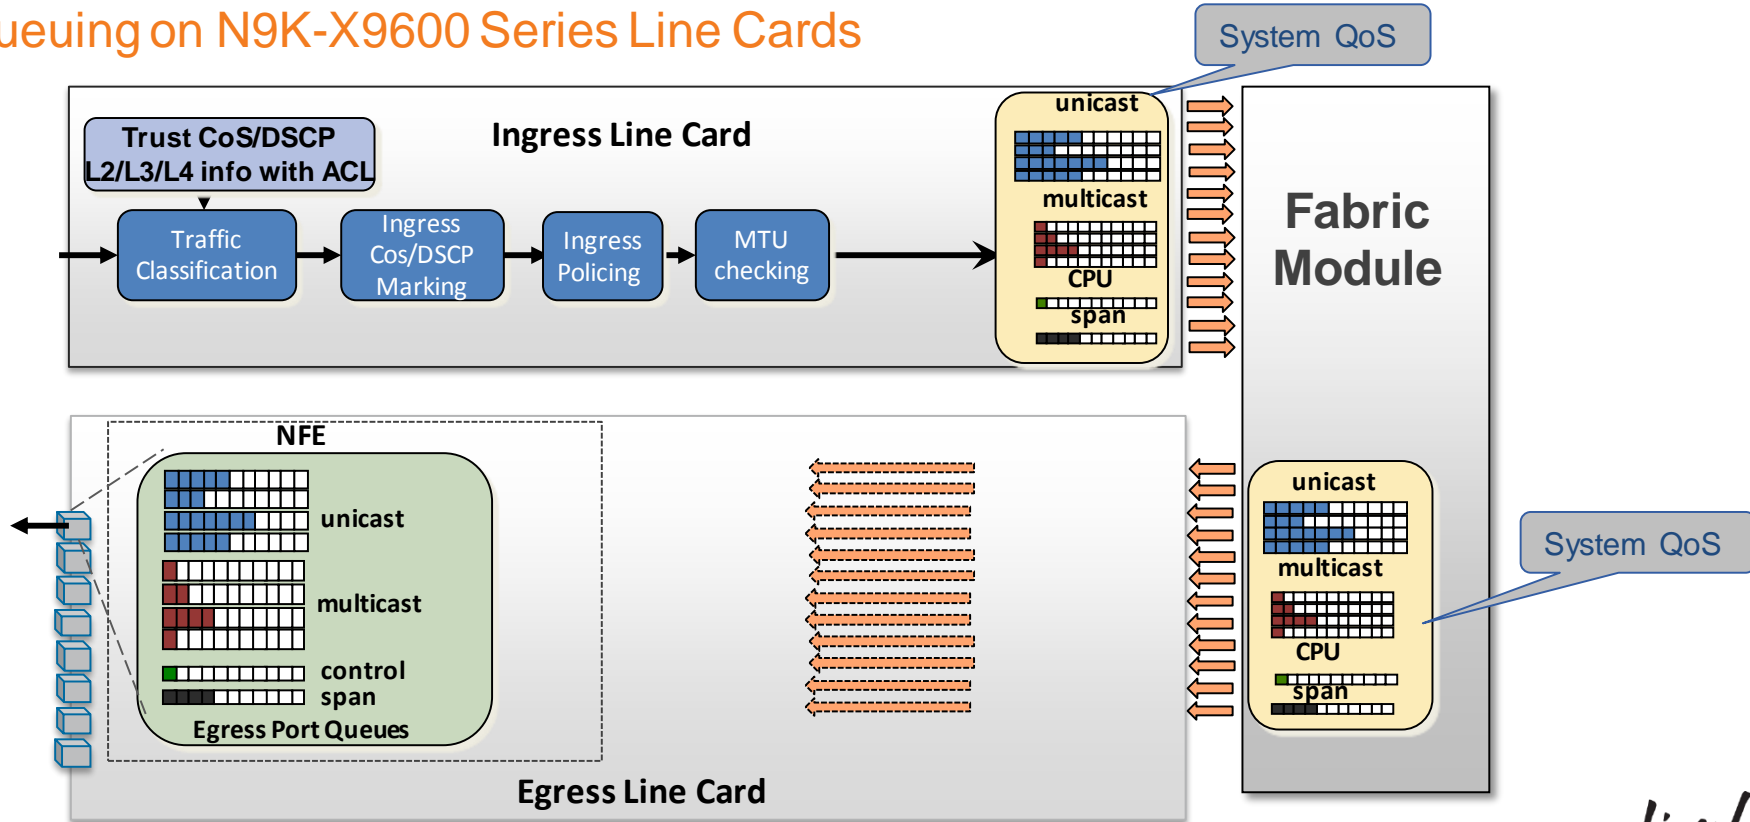 ueuing on N9K-X9600 Series Line Cards
System QoS
Trust CoS/DSCP
L2/L3/L4 info with ACL
Ingress Line Card
Traffic
Classification
Ingress
Cos/DSCP
Marking
Ingress
Policing
MTU
checking
unicast
multicast
CPU
span
Fabric
Module
NFE
unicast
multicast
control
span
Egress Port Queues
Egress Line Card
unicast
multicast
CPU
span
System QoS